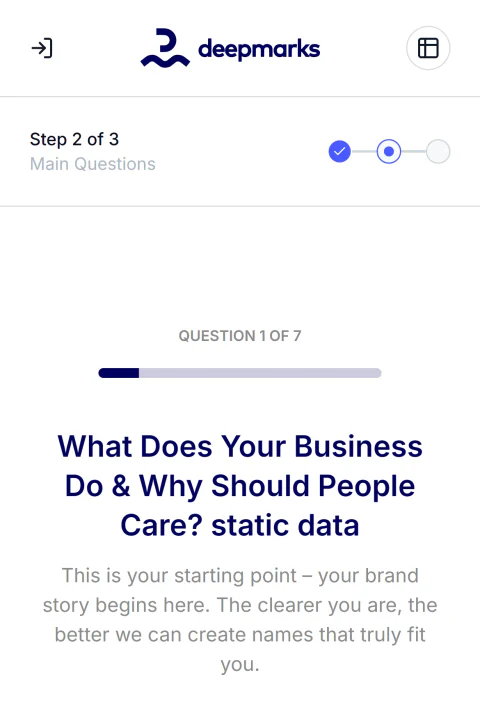 deepmarks
Step 2 of 3
Main Questions
QUESTION 1 OF 7
What Does Your Business
Do & Why Should People
Care? static data
This is your starting point – your brand
story begins here. The clearer you are, the
better we can create names that truly fit
you.